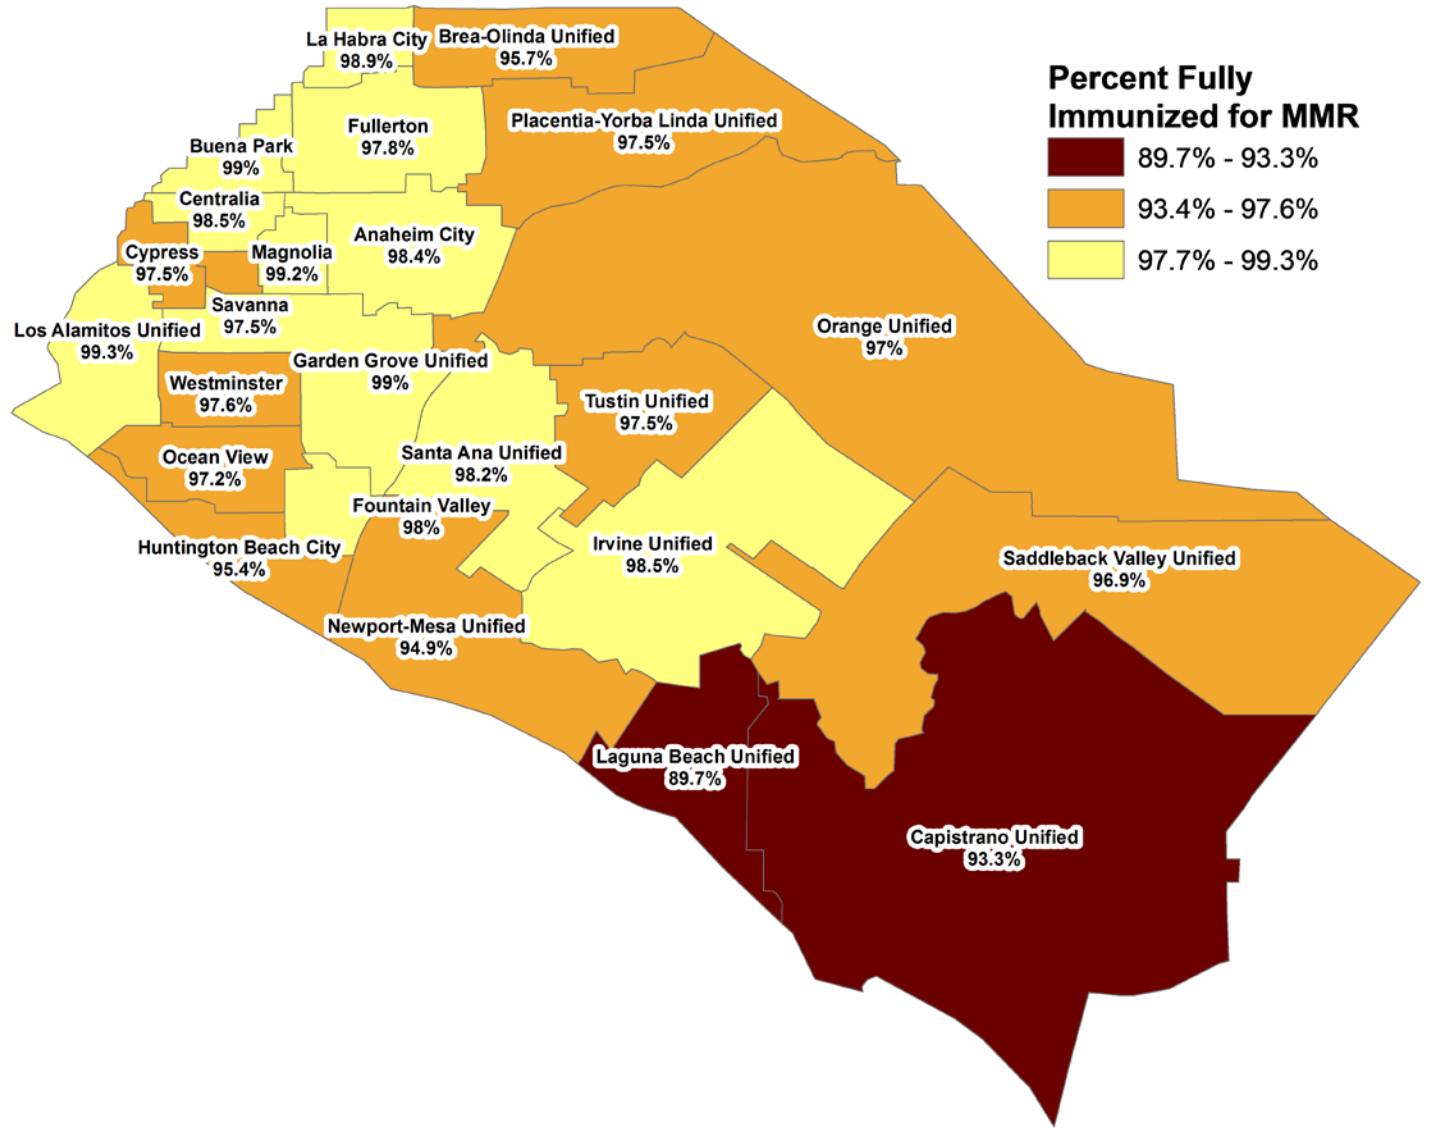 La Habra City
98.9%
Brea-Olinda Unified
95.7%
Percent Fully
Immunized for MMR
89.7% - 93.3%
93.4% - 97.6%
97.7% - 99.3%
Placentia-Yorba Linda Unified
97.5%
Fullerton
97.8%
Buena Park
99%
Centralia
98.5%
Anaheim City
98.4%
Cypress
97.5%
Magnolia
99.2%
Savanna
97.5%
Los Alamitos Unified
99.3%
Orange Unified
97%
Garden Grove Unified
99%
Westminster
97.6%
Tustin Unified
97.5%
Ocean View
97.2%
Santa Ana Unified
98.2%
Fountain Valley
98%
Huntington Beach City
95.4%
Irvine Unified
98.5%
Saddleback Valley Unified
96.9%
Newport-Mesa Unified
94.9%
Laguna Beach Unified
89.7%
Capistrano Unified
93.3%